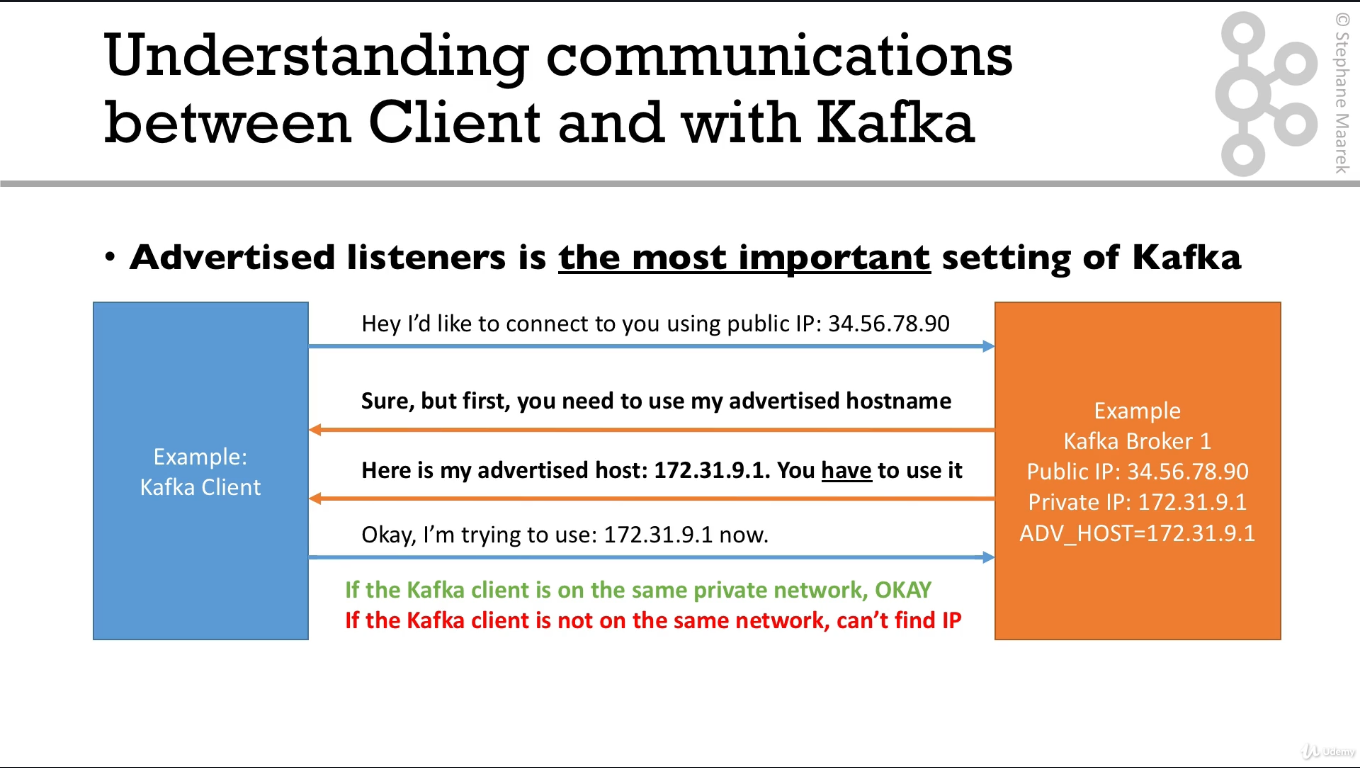 Understanding communications
between Client and with Kafka
© Stephane Maarek
• Advertised listeners is the most important setting of Kafka
Example:
Kafka Client
Hey I’d like to connect to you using public IP: 34.56.78.90
Sure, but first, you need to use my advertised hostname
Here is my advertised host: 172.31.9.1. You have to use it
Okay, I’m trying to use: 172.31.9.1 now.
If the Kafka client is on the same private network, OKAY
If the Kafka client is not on the same network, can’t find IP
Example
Kafka Broker 1
Public IP: 34.56.78.90
Private IP: 172.31.9.1
ADV_HOST=172.31.9.1
Udemy